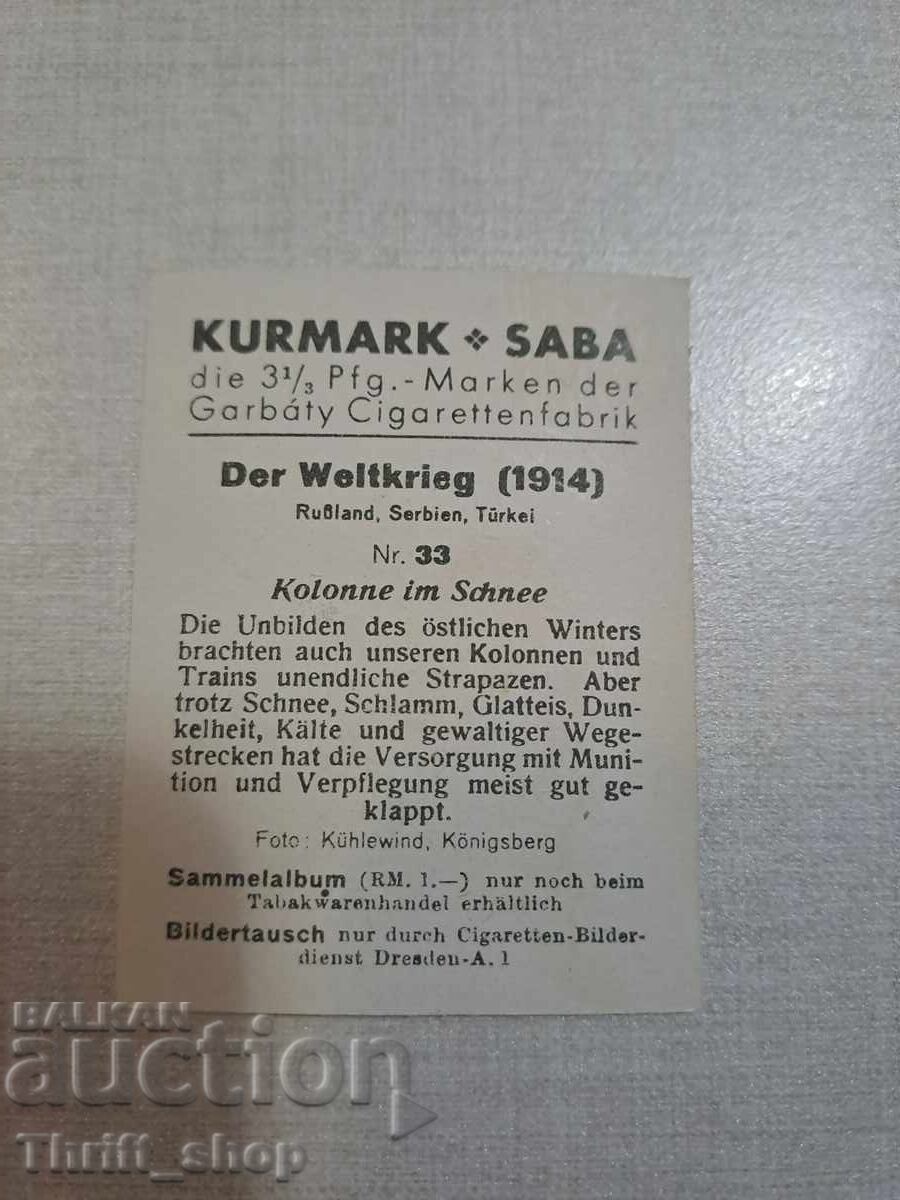 KURMARK ❖ SABA
die 3 1/3 Pfg.-Marken der
Garbáty Cigarettenfabrik
Der Weltkrieg (1914)
Rußland, Serbien, Türkei
Nr. 33
Kolonne im Schnee
Die Unbilden des östlichen Winters
brachten auch unseren Kolonnen und
Trains unendliche Strapazen. Aber
trotz Schnee, Schlamm, Glatteis, Dun-
kelheit, Kälte und gewaltiger Wege-
strecken hat die Versorgung mit Muni-
tion und Verpflegung meist gut ge-
klappt.
Foto: Kühlewind, Königsberg
Sammelalbum (RM. 1.—) nur noch beim
Tabakwarenhandel erhältlich
Bildertausch nur durch Cigaretten-Bilder-
dienst Dresden-A. 1
BALKAN
auction
Thrift_shop